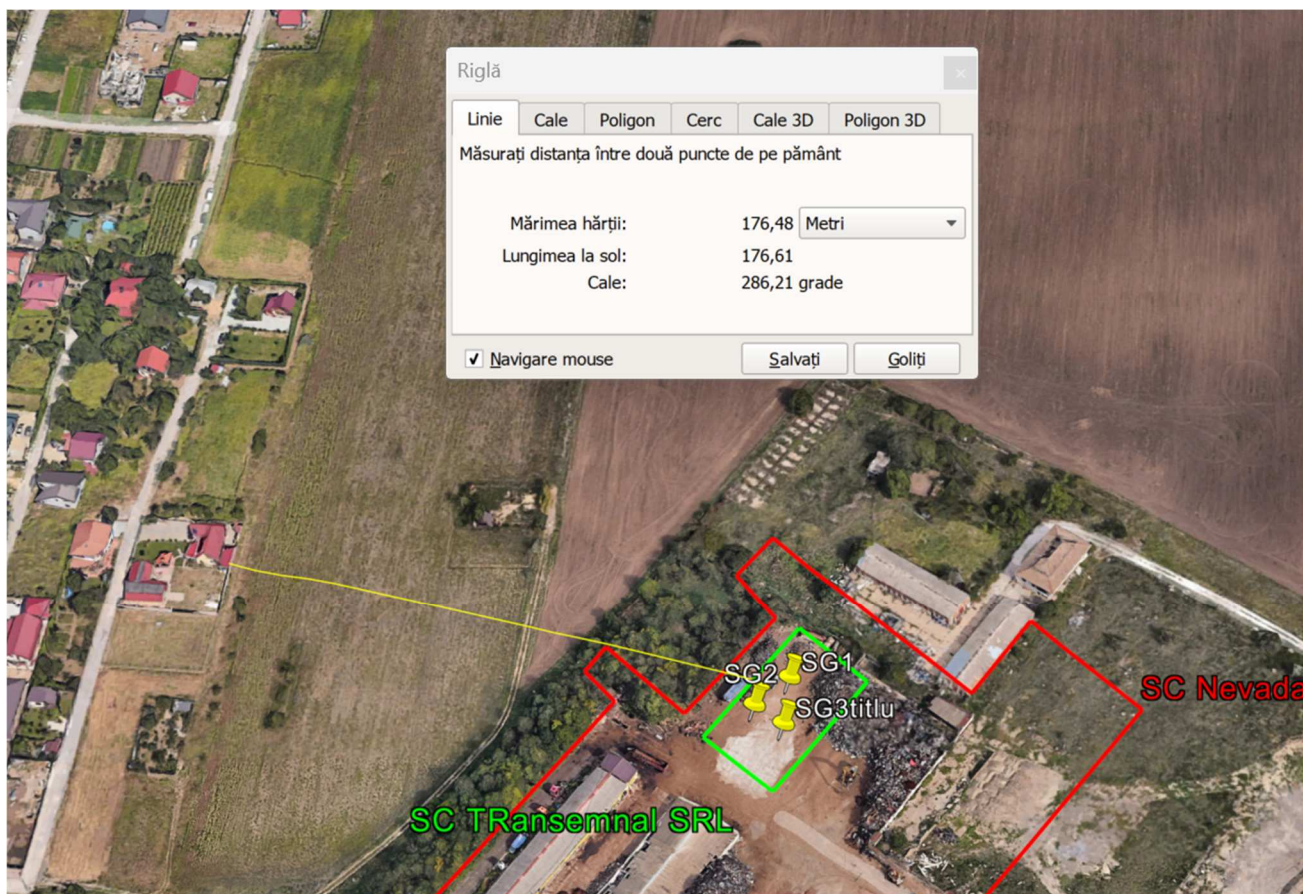 Riglă
Linie Cale Poligon Cerc Cale 3D Poligon 3D
Măsurați distanța între două puncte de pe pământ
Mărimea hărții: 176,48 Metri
Lungimea la sol: 176,61
Cale: 286,21 grade
Navigare mouse Salvați Goliți
SG1
SG2
SG3titlu
SC Nevada
SC TRansemnal SRL